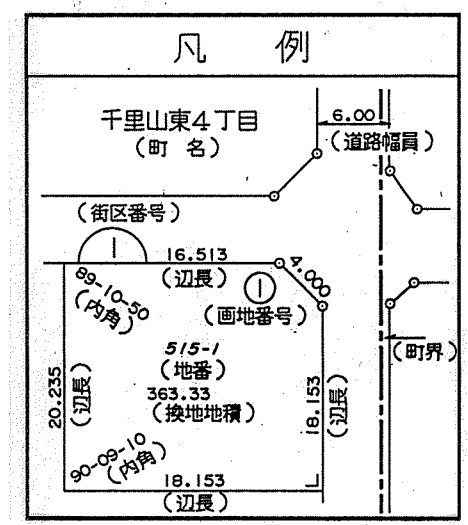 凡例
千里山東4丁目
(町 名)
6.00
(道路幅員)
(街区番号)
1
16.513
(辺長)
4.000
89-10-50
(内角)
1
(画地番号)
(町界)
515-1
(地番)
363.33
(換地地積)
20.235
(辺長)
18.153
(辺長)
90-09-10
(内角)
18.153
(辺長)